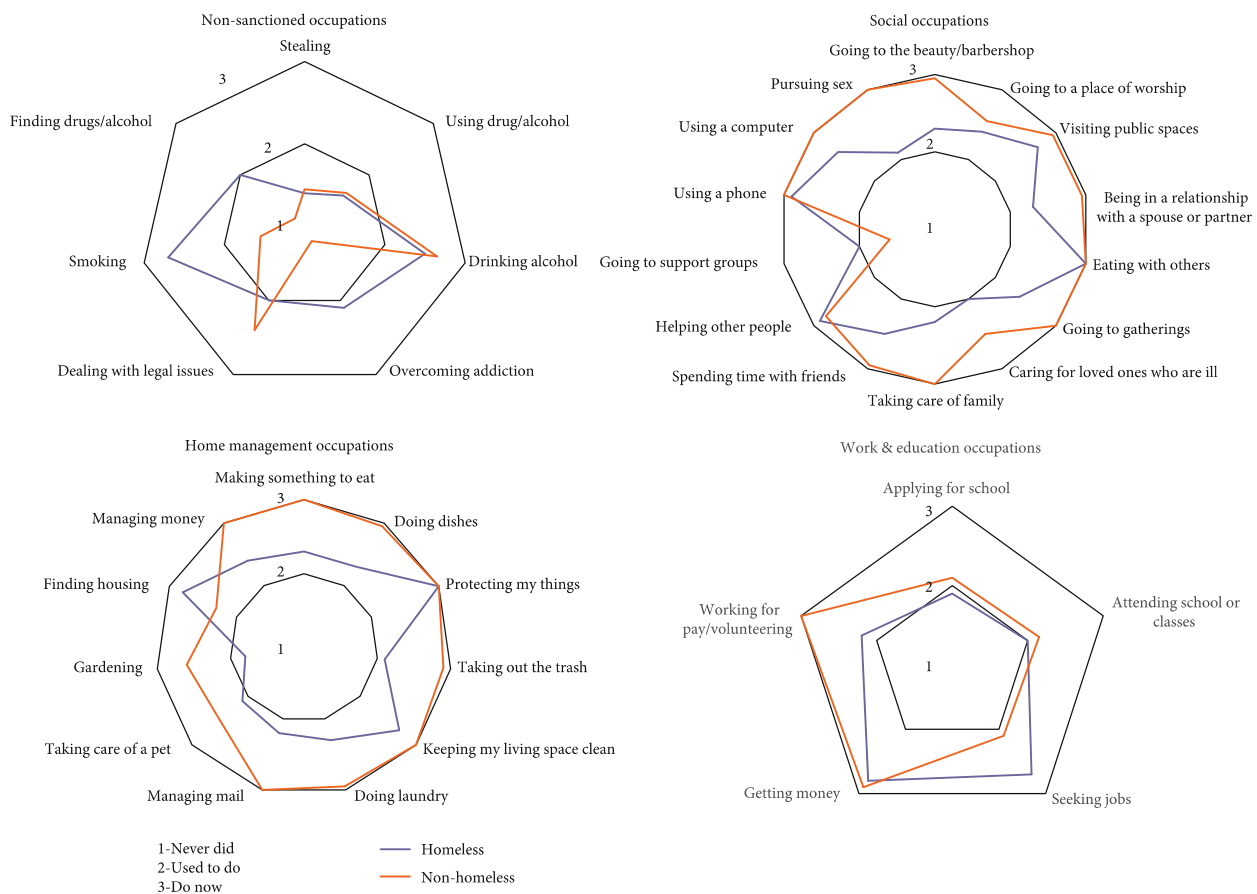 Non-sanctioned occupations
Stealing
3
Finding drugs/alcohol
Using drug/alcohol
2
1
Smoking
Drinking alcohol
Dealing with legal issues
Overcoming addiction
Social occupations
Going to the beauty/barbershop
3
Pursuing sex
Going to a place of worship
Using a computer
Visiting public spaces
2
Using a phone
Being in a relationship
with a spouse or partner
1
Going to support groups
Eating with others
Helping other people
Going to gatherings
Spending time with friends
Caring for loved ones who are ill
Taking care of family
Home management occupations
Making something to eat
3
Managing money
Doing dishes
2
Finding housing
Protecting my things
1
Gardening
Taking out the trash
Taking care of a pet
Keeping my living space clean
Managing mail
Doing laundry
Work & education occupations
Applying for school
3
2
Working for
pay/volunteering
Attending school or
classes
1
Getting money
Seeking jobs
1-Never did
2-Used to do
3-Do now
Homeless
Non-homeless